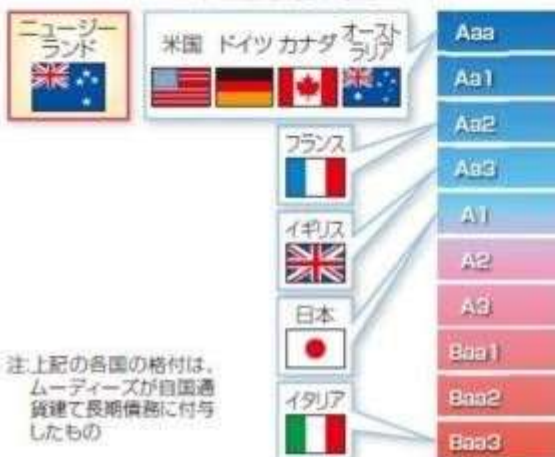 ニュージー
ランド
米国
ドイツ
カナダ
オースト
ラリア
フランス
イギリス
日本
イタリア
Aaa
Aa1
Aa2
Aa3
A1
A2
A3
Baa1
Baa2
Baa3
注:上記の各国の格付は、
ムーディーズが自国通
貨建て長期債務に付与
したもの